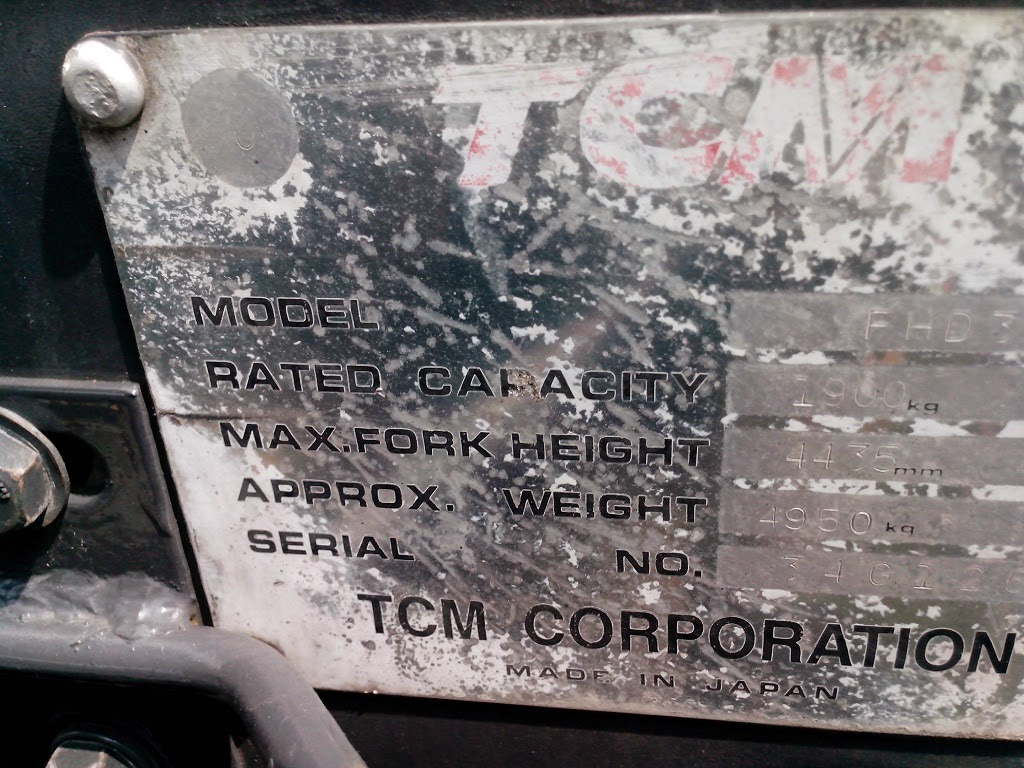 TCM
MODEL FHD3
RATED CAPACITY 1900 kg
MAX.FORK HEIGHT 4435 mm
APPROX. WEIGHT 4950 kg
SERIAL NO.
TCM CORPORATION
MADE IN JAPAN